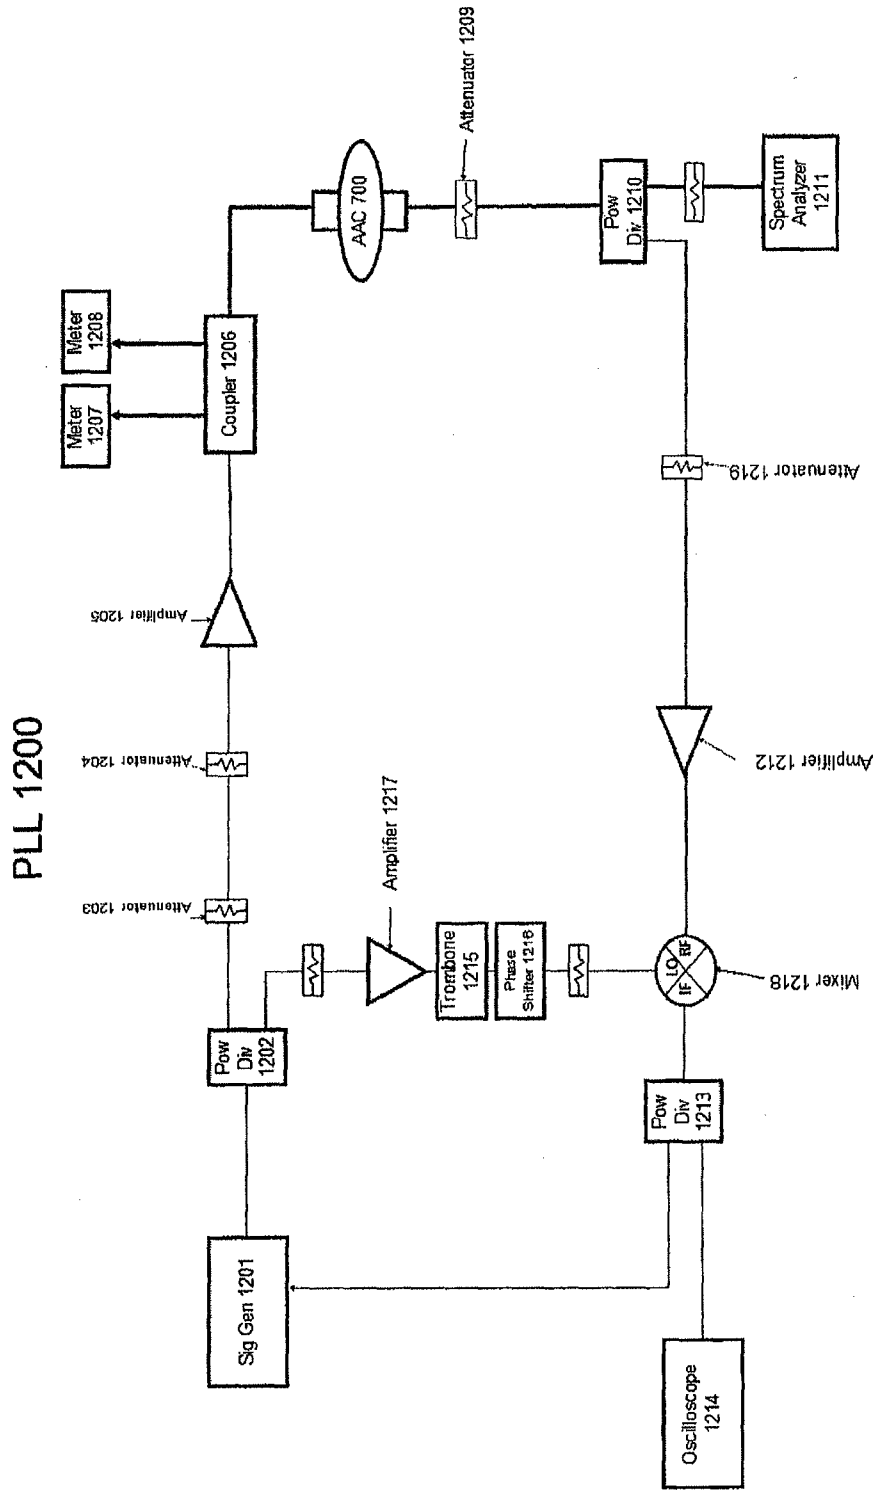 PLL 1200
Sig Gen 1201
Pow
Div
1202
Attenuator 1203
Attenuator 1204
Amplifier 1205
Coupler 1206
Meter
1207
Meter
1208
AAC 700
Attenuator 1209
Pow
Div 1210
Spectrum
Analyzer
1211
Attenuator 1219
Amplifier 1212
Amplifier 1217
Trombone
1215
Phase
Shifter 1216
LO
RF
IF
Mixer 1218
Pow
Div
1213
Oscilloscope
1214